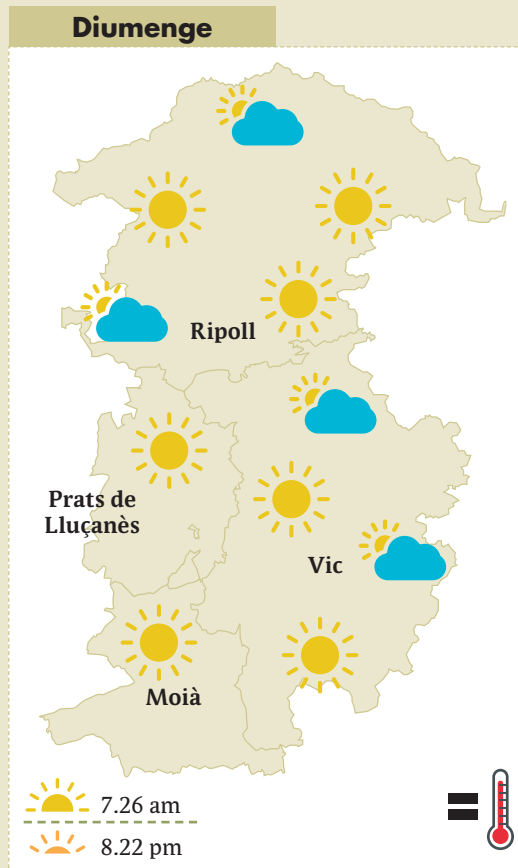 Diumenge
Ripoll
Prats de
Lluçanès
Vic
Moià
7.26 am
8.22 pm
=